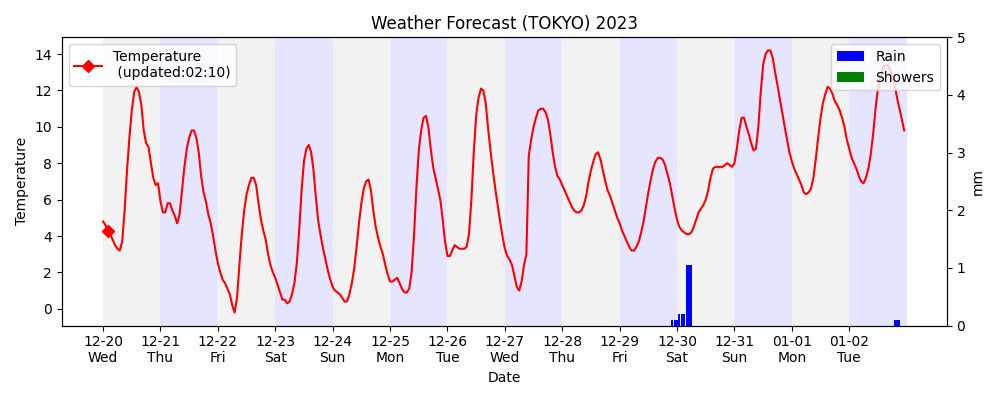 Weather Forecast (TOKYO) 2023
Temperature
(updated:02:10)
Rain
Showers
Temperature
14
12
10
8
6
4
2
0
5
4
3
2
1
0
mm
12-20 12-21 12-22 12-23 12-24 12-25 12-26 12-27 12-28 12-29 12-30 12-31 01-01 01-02
Wed Thu Fri Sat Sun Mon Tue Wed Thu Fri Sat Sun Mon Tue
Date